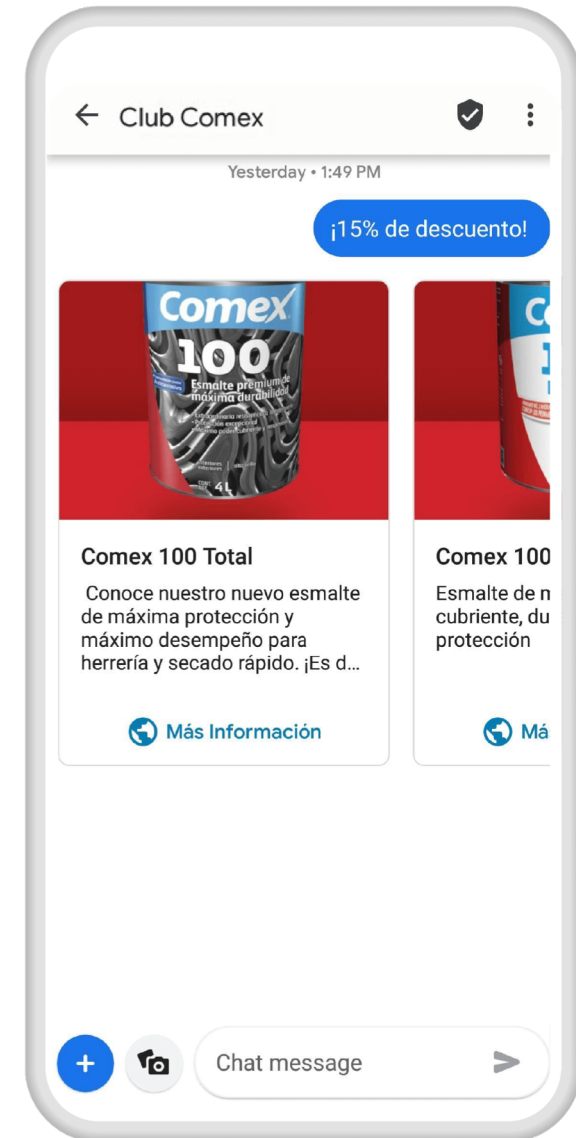 Club Comex
Yesterday • 1:49 PM
¡15% de descuento!
Comex
100
Esmalte premium de
máxima durabilidad
CONT. 4L
Comex 100 Total
Conoce nuestro nuevo esmalte
de máxima protección y
máximo desempeño para
herrería y secado rápido. ¡Es d...
Más Información
Comex 100
Esmalte de m
cubriente, du
protección
Má
Chat message